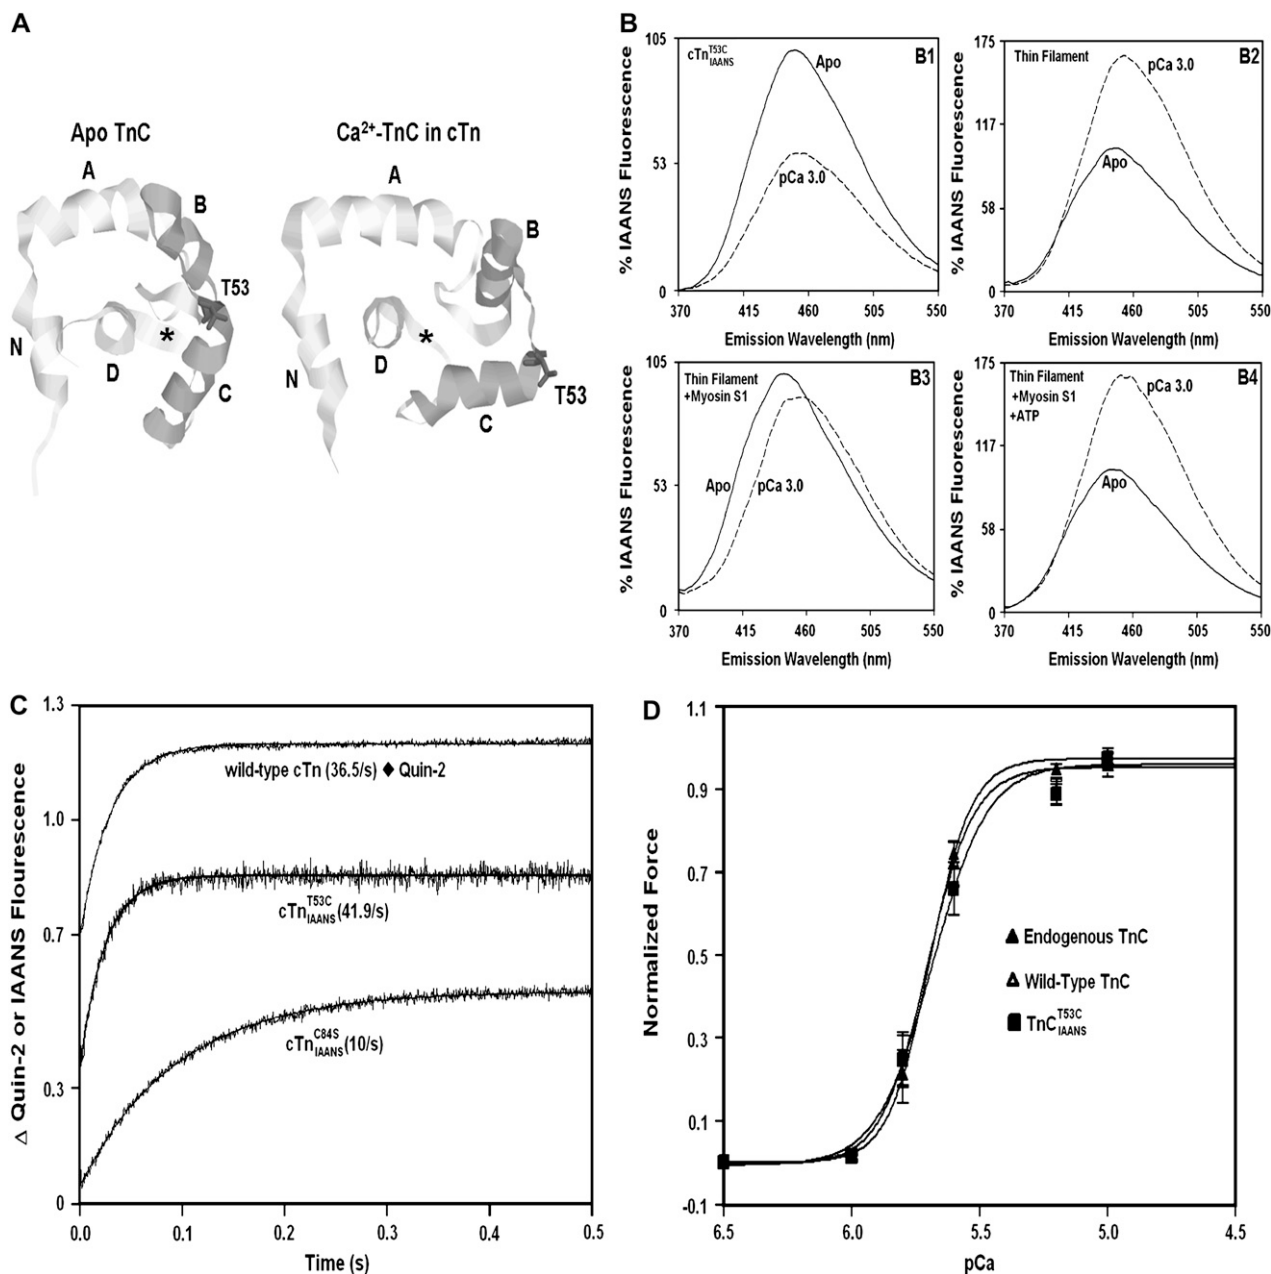 A
Apo TnC
A
B
T53
*
N
D
C
Ca2+-TnC in cTn
A
B
*
D
N
C
T53
B
105
53
0
370
415
460
505
550
% IAANS Fluorescence
Emission Wavelength (nm)
cTn T53C IAANS
B1
Apo
pCa 3.0
175
117
58
0
370
415
460
505
550
% IAANS Fluorescence
Emission Wavelength (nm)
Thin Filament
B2
pCa 3.0
Apo
105
53
0
370
415
460
505
550
% IAANS Fluorescence
Emission Wavelength (nm)
Thin Filament
+Myosin S1
B3
Apo
pCa 3.0
175
117
58
0
370
415
460
505
550
% IAANS Fluorescence
Emission Wavelength (nm)
Thin Filament
+Myosin S1
+ATP
B4
pCa 3.0
Apo
C
Δ Quin-2 or IAANS Flourescence
1.3
1.0
0.7
0.3
0
wild-type cTn (36.5/s) ♦ Quin-2
cTn T53C IAANS (41.9/s)
cTn C84S IAANS (10/s)
0.0
0.1
0.2
0.3
0.4
0.5
Time (s)
D
Normalized Force
1.1
0.9
0.7
0.5
0.3
0.1
-0.1
Endogenous TnC
Wild-Type TnC
TnC T53C IAANS
6.5
6.0
5.5
5.0
4.5
pCa